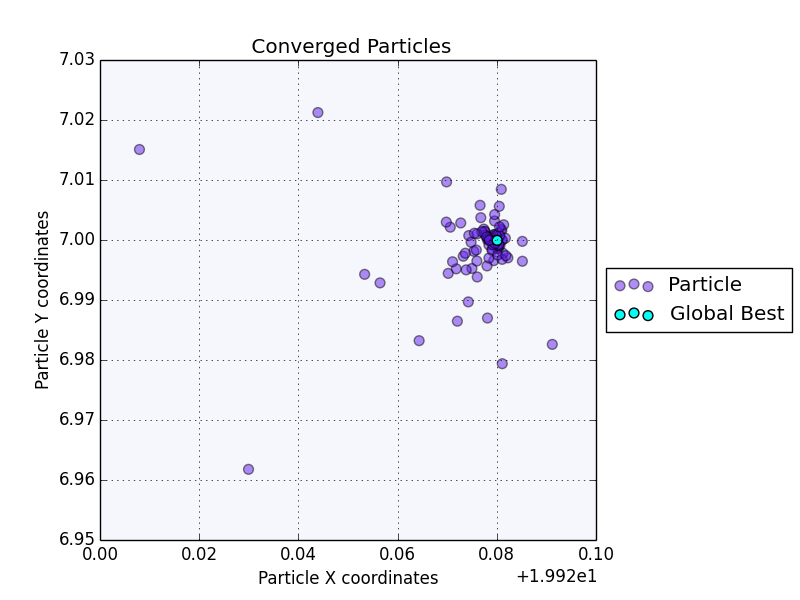 Converged Particles
7.03
7.02
7.01
7.00
6.99
6.98
6.97
6.96
6.95
Particle Y coordinates
0.00 0.02 0.04 0.06 0.08 0.10
+1.992e1
Particle X coordinates
Particle
Global Best